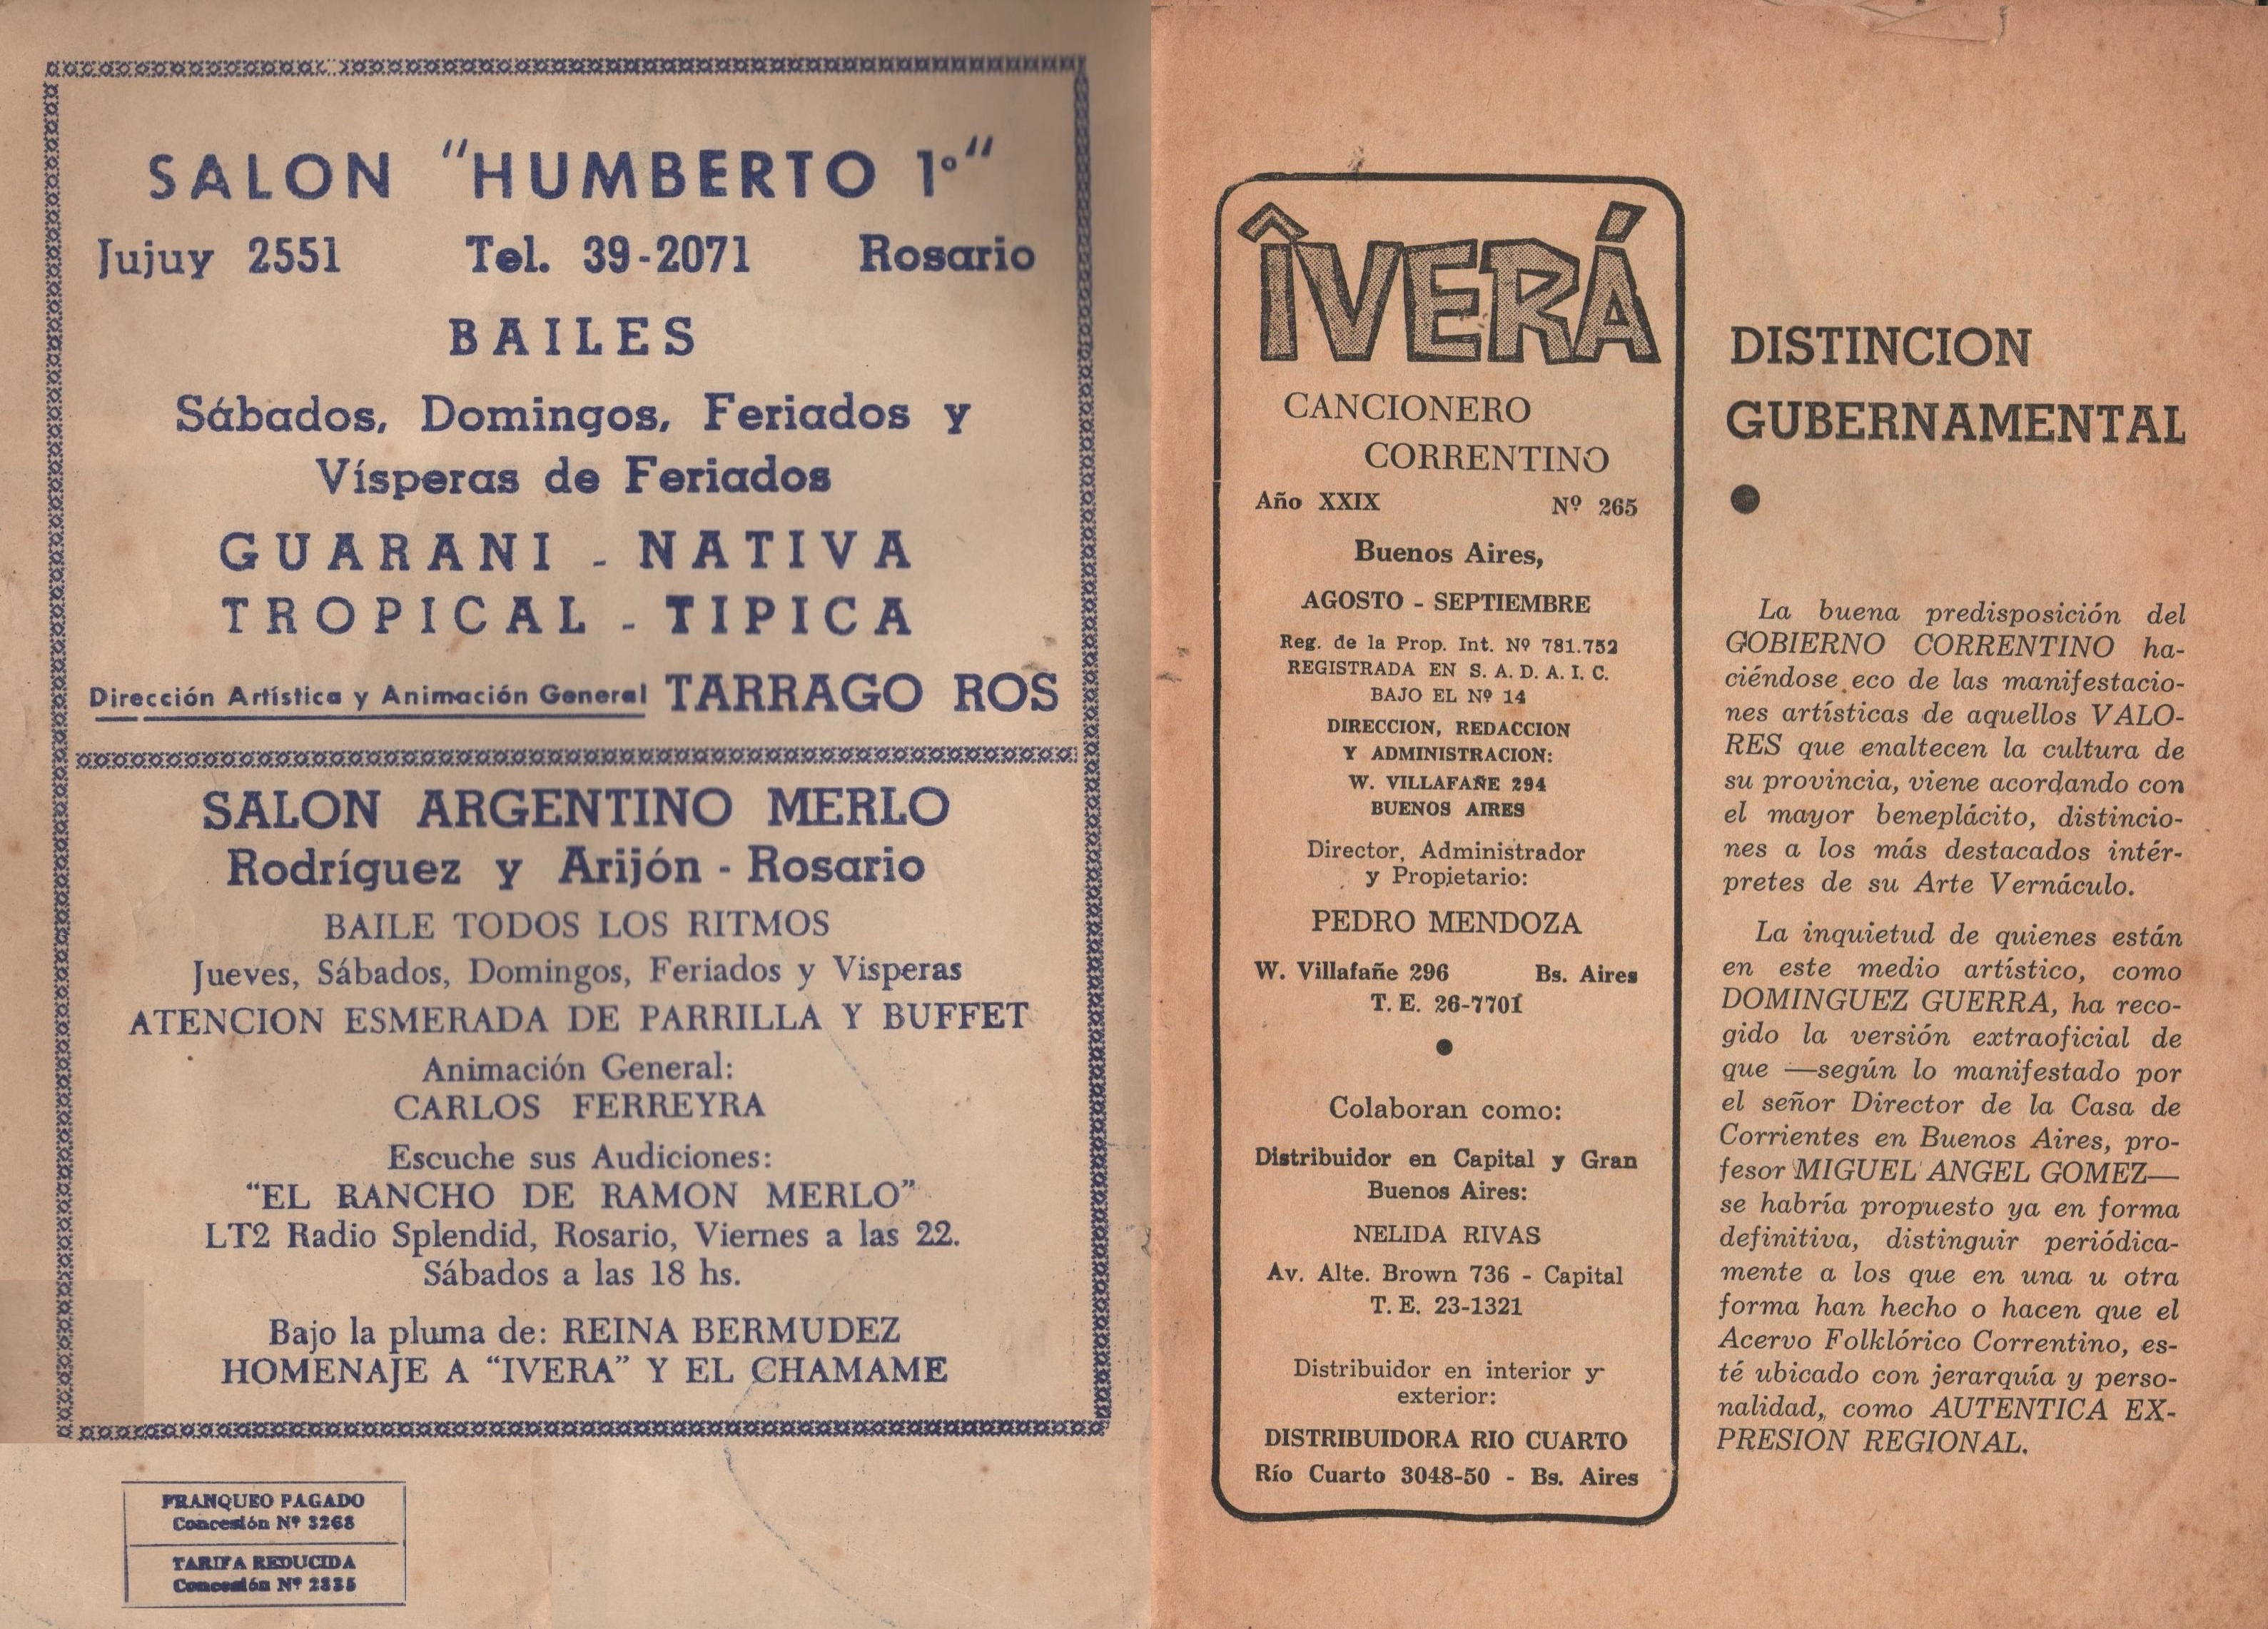 SALON "HUMBERTO 1º"
Jujuy 2551 Tel. 39-2071 Rosario
BAILES
Sábados, Domingos, Feriados y
Vísperas de Feriados
GUARANI - NATIVA
TROPICAL - TIPICA
Dirección Artística y Animación General TARRAGO ROS
SALON ARGENTINO MERLO
Rodríguez y Arijón - Rosario
BAILE TODOS LOS RITMOS
Jueves, Sábados, Domingos, Feriados y Visperas
ATENCION ESMERADA DE PARRILLA Y BUFFET
Animación General:
CARLOS FERREYRA
Escuche sus Audiciones:
"EL RANCHO DE RAMON MERLO"
LT2 Radio Splendid, Rosario, Viernes a las 22.
Sábados a las 18 hs.
Bajo la pluma de: REINA BERMUDEZ
HOMENAJE A "IVERA" Y EL CHAMAME
FRANQUEO PAGADO
Concesión Nº 3268
TARIFA REDUCIDA
Concesión Nº
ÎVERÁ
CANCIONERO
CORRENTINO
Año XXIX Nº 265
Buenos Aires,
AGOSTO - SEPTIEMBRE
Reg. de la Prop. Int. Nº 781.752
REGISTRADA EN S. A. D. A. I. C.
BAJO EL Nº 14
DIRECCION, REDACCION
Y ADMINISTRACION:
W. VILLAFAÑE 294
BUENOS AIRES
Director, Administrador
y Propietario:
PEDRO MENDOZA
W. Villafañe 296 Bs. Aires
T. E. 26-7701
Colaboran como:
Distribuidor en Capital y Gran
Buenos Aires:
NELIDA RIVAS
Av. Alte. Brown 736 - Capital
T. E. 23-1321
Distribuidor en interior y
exterior:
DISTRIBUIDORA RIO CUARTO
Río Cuarto 3048-50 - Bs. Aires
DISTINCION
GUBERNAMENTAL
La buena predisposición del
GOBIERNO CORRENTINO ha-
ciéndose eco de las manifestacio-
nes artísticas de aquellos VALO-
RES que enaltecen la cultura de
su provincia, viene acordando con
el mayor beneplácito, distincio-
nes a los más destacados intér-
pretes de su Arte Vernáculo.
La inquietud de quienes están
en este medio artístico, como
DOMINGUEZ GUERRA, ha reco-
gido la versión extraoficial de
que —según lo manifestado por
el señor Director de la Casa de
Corrientes en Buenos Aires, pro-
fesor MIGUEL ANGEL GOMEZ—
se habría propuesto ya en forma
definitiva, distinguir periódica-
mente a los que en una u otra
forma han hecho o hacen que el
Acervo Folklórico Correntino, es-
té ubicado con jerarquía y perso-
nalidad, como AUTENTICA EX-
PRESION REGIONAL.